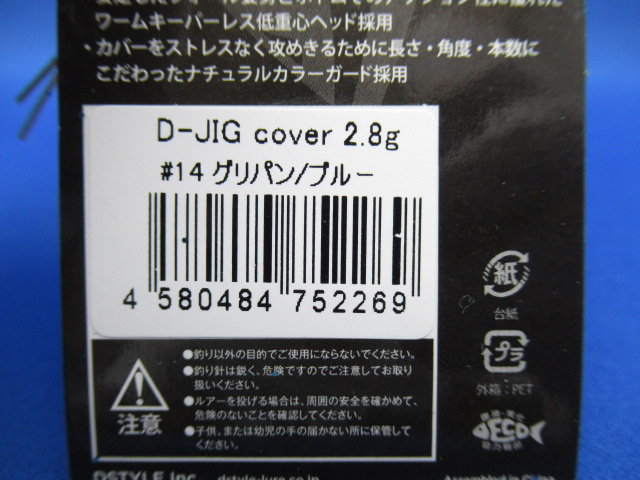 ワームキーパーレス低重心ヘッド採用
・カバーをストレスなく攻めきるために長さ・角度・本数に
こだわったナチュラルカラーガード採用
D-JIG cover 2.8g
#14 グリパン/ブルー
4 580484 752269
紙
台紙
プラ
外箱:PET
ECO
注意
●釣り以外の目的でご使用にならないでください。
●釣り針は鋭く、危険ですのでご注意してお取り
扱いください。
●ルアーを投げる場合は、周囲の安全を確かめて、
危険のないことを確認してください。
●子供、または幼児の手の届かない所に保管して
ください。
DSTYLE Inc. dstyle-lure.co.jp Assembled in China